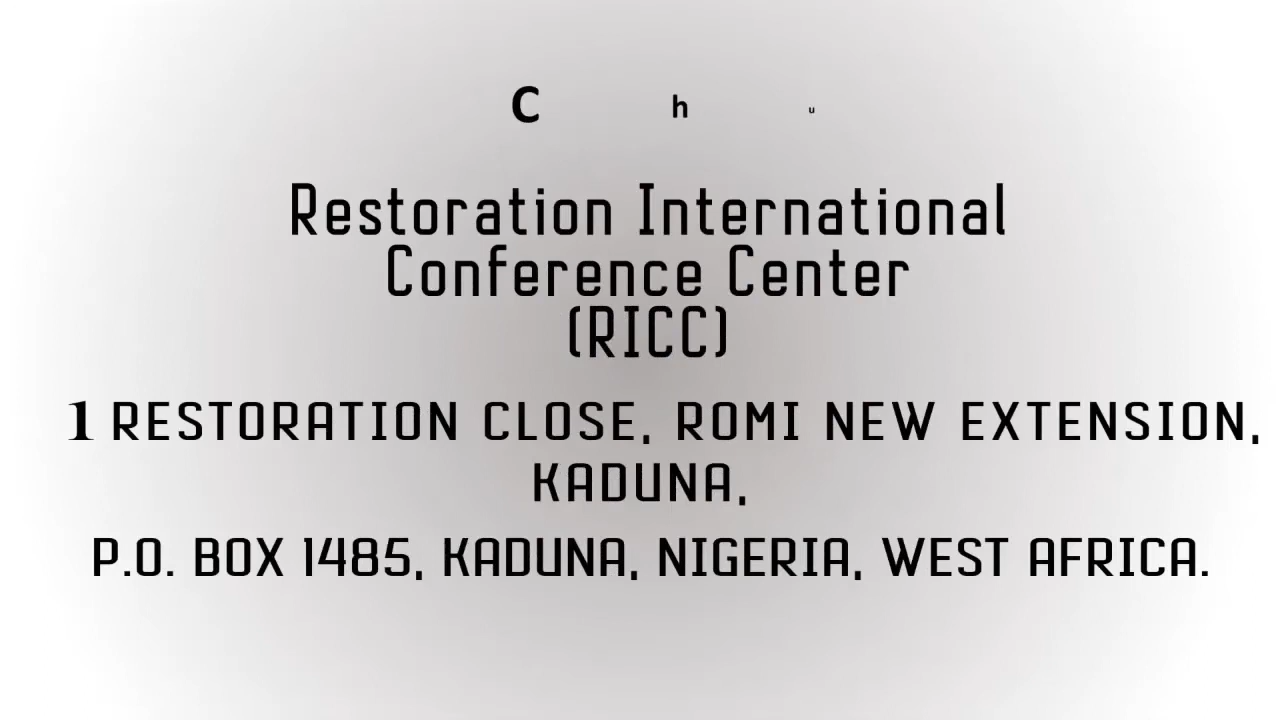 C h u
Restoration International
Conference Center
(RICC)
1 RESTORATION CLOSE, ROMI NEW EXTENSION,
KADUNA,
P.O. BOX 1485, KADUNA, NIGERIA, WEST AFRICA.